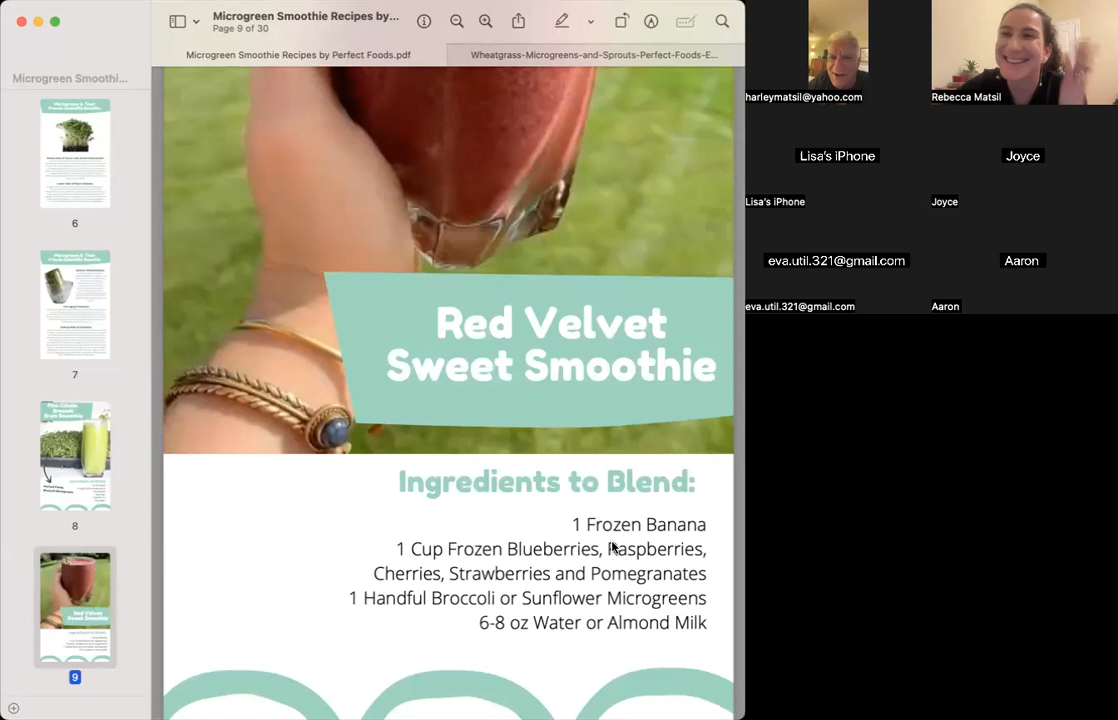 Microgreen Smoothie Recipes by...
Page 9 of 30
Microgreen Smoothie Recipes by Perfect Foods.pdf
Wheatgrass-Microgreens-and-Sprouts-Perfect-Foods-E...
Microgreen Smoothi...
6
7
8
9
Red Velvet
Sweet Smoothie
Ingredients to Blend:
1 Frozen Banana
1 Cup Frozen Blueberries, Raspberries,
Cherries, Strawberries and Pomegranates
1 Handful Broccoli or Sunflower Microgreens
6-8 oz Water or Almond Milk
harleymatsil@yahoo.com
Rebecca Matsil
Lisa's iPhone
Joyce
Lisa's iPhone
Joyce
eva.util.321@gmail.com
Aaron
eva.util.321@gmail.com
Aaron